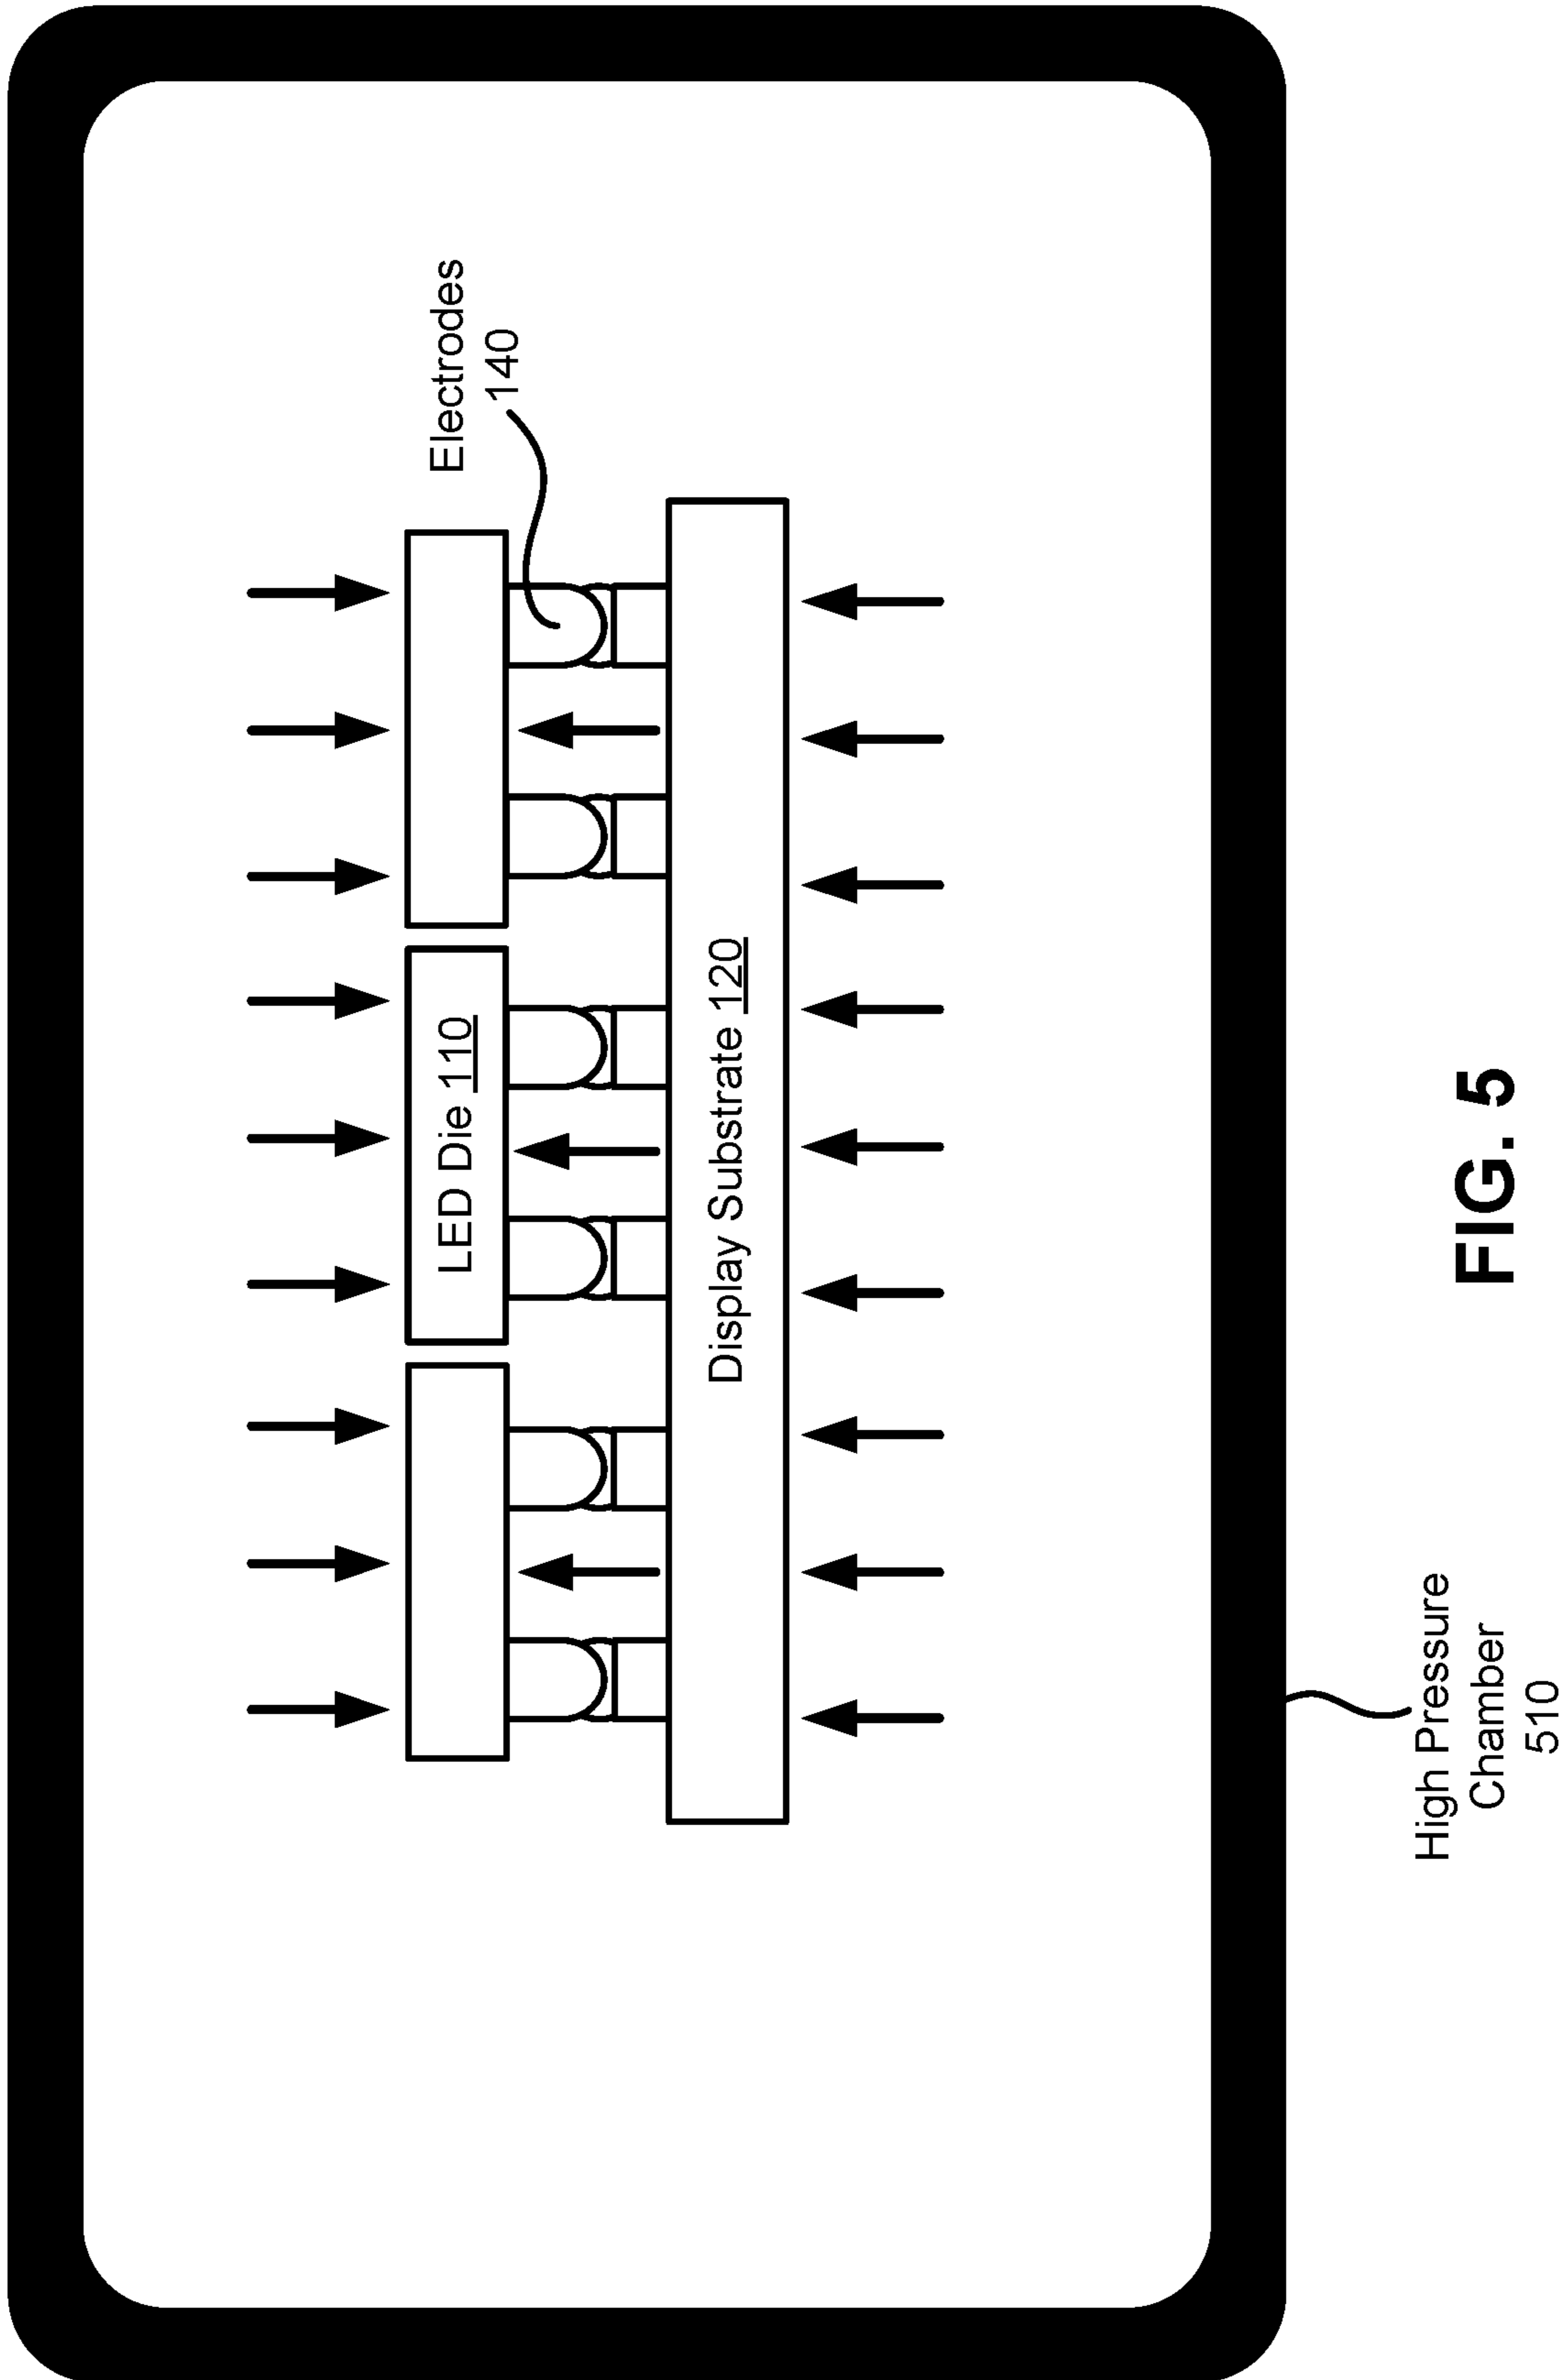 Electrodes
140
LED Die 110
Display Substrate 120
High Pressure
Chamber
510
FIG. 5